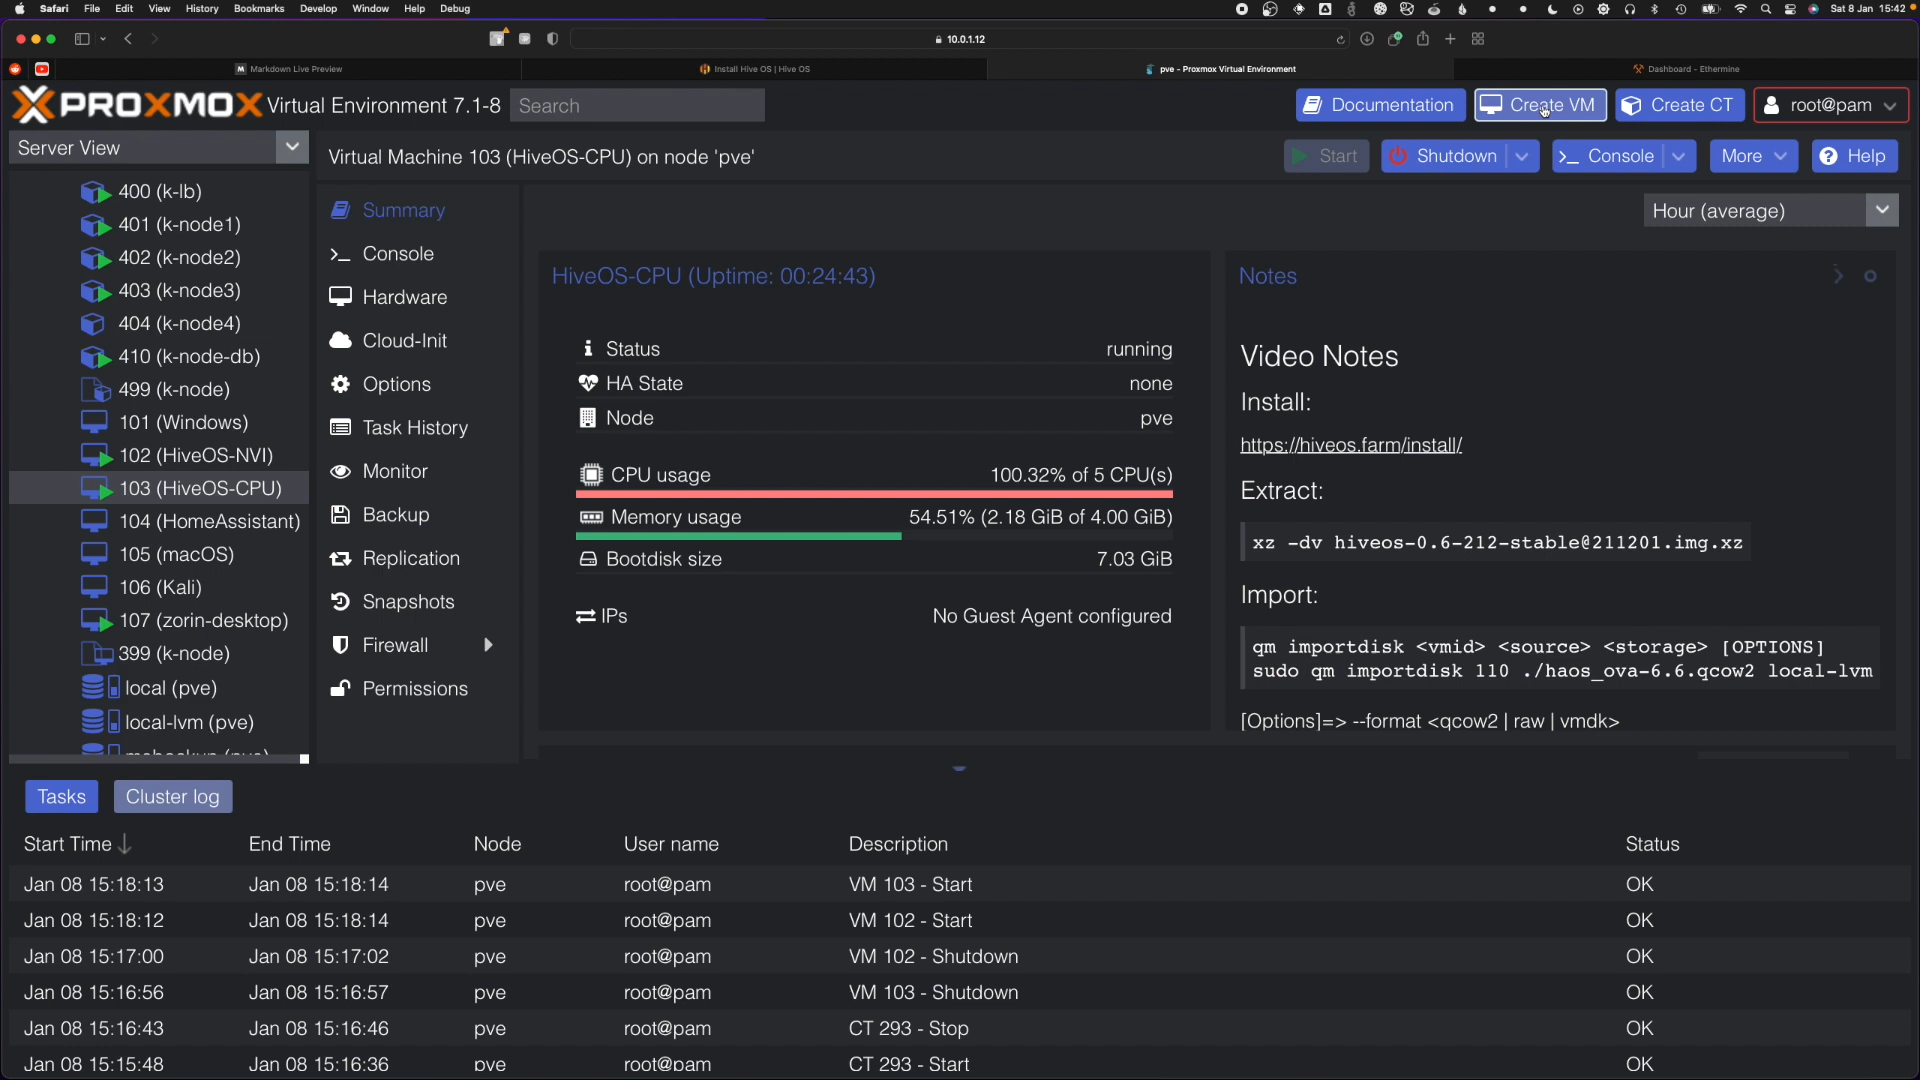 Safari File Edit View History Bookmarks Develop Window Help Debug
Sat 8 Jan 15:42
10.0.1.12
Markdown Live Preview
Install Hive OS | Hive OS
pve - Proxmox Virtual Environment
Dashboard - Ethermine
PROXMOX Virtual Environment 7.1-8
Search
Documentation
Create VM
Create CT
root@pam
Server View
Virtual Machine 103 (HiveOS-CPU) on node 'pve'
Start
Shutdown
Console
More
Help
400 (k-lb)
401 (k-node1)
402 (k-node2)
403 (k-node3)
404 (k-node4)
410 (k-node-db)
499 (k-node)
101 (Windows)
102 (HiveOS-NVI)
103 (HiveOS-CPU)
104 (HomeAssistant)
105 (macOS)
106 (Kali)
107 (zorin-desktop)
399 (k-node)
local (pve)
local-lvm (pve)
Summary
Console
Hardware
Cloud-Init
Options
Task History
Monitor
Backup
Replication
Snapshots
Firewall
Permissions
Hour (average)
HiveOS-CPU (Uptime: 00:24:43)
Status running
HA State none
Node pve
CPU usage 100.32% of 5 CPU(s)
Memory usage 54.51% (2.18 GiB of 4.00 GiB)
Bootdisk size 7.03 GiB
IPs No Guest Agent configured
Notes
Video Notes
Install:
https://hiveos.farm/install/
Extract:
xz -dv hiveos-0.6-212-stable@211201.img.xz
Import:
qm importdisk <vmid> <source> <storage> [OPTIONS]
sudo qm importdisk 110 ./haos_ova-6.6.qcow2 local-lvm
[Options]=> --format <qcow2 | raw | vmdk>
Tasks
Cluster log
Start Time End Time Node User name Description Status
Jan 08 15:18:13 Jan 08 15:18:14 pve root@pam VM 103 - Start OK
Jan 08 15:18:12 Jan 08 15:18:14 pve root@pam VM 102 - Start OK
Jan 08 15:17:00 Jan 08 15:17:02 pve root@pam VM 102 - Shutdown OK
Jan 08 15:16:56 Jan 08 15:16:57 pve root@pam VM 103 - Shutdown OK
Jan 08 15:16:43 Jan 08 15:16:46 pve root@pam CT 293 - Stop OK
Jan 08 15:15:48 Jan 08 15:16:36 pve root@pam CT 293 - Start OK